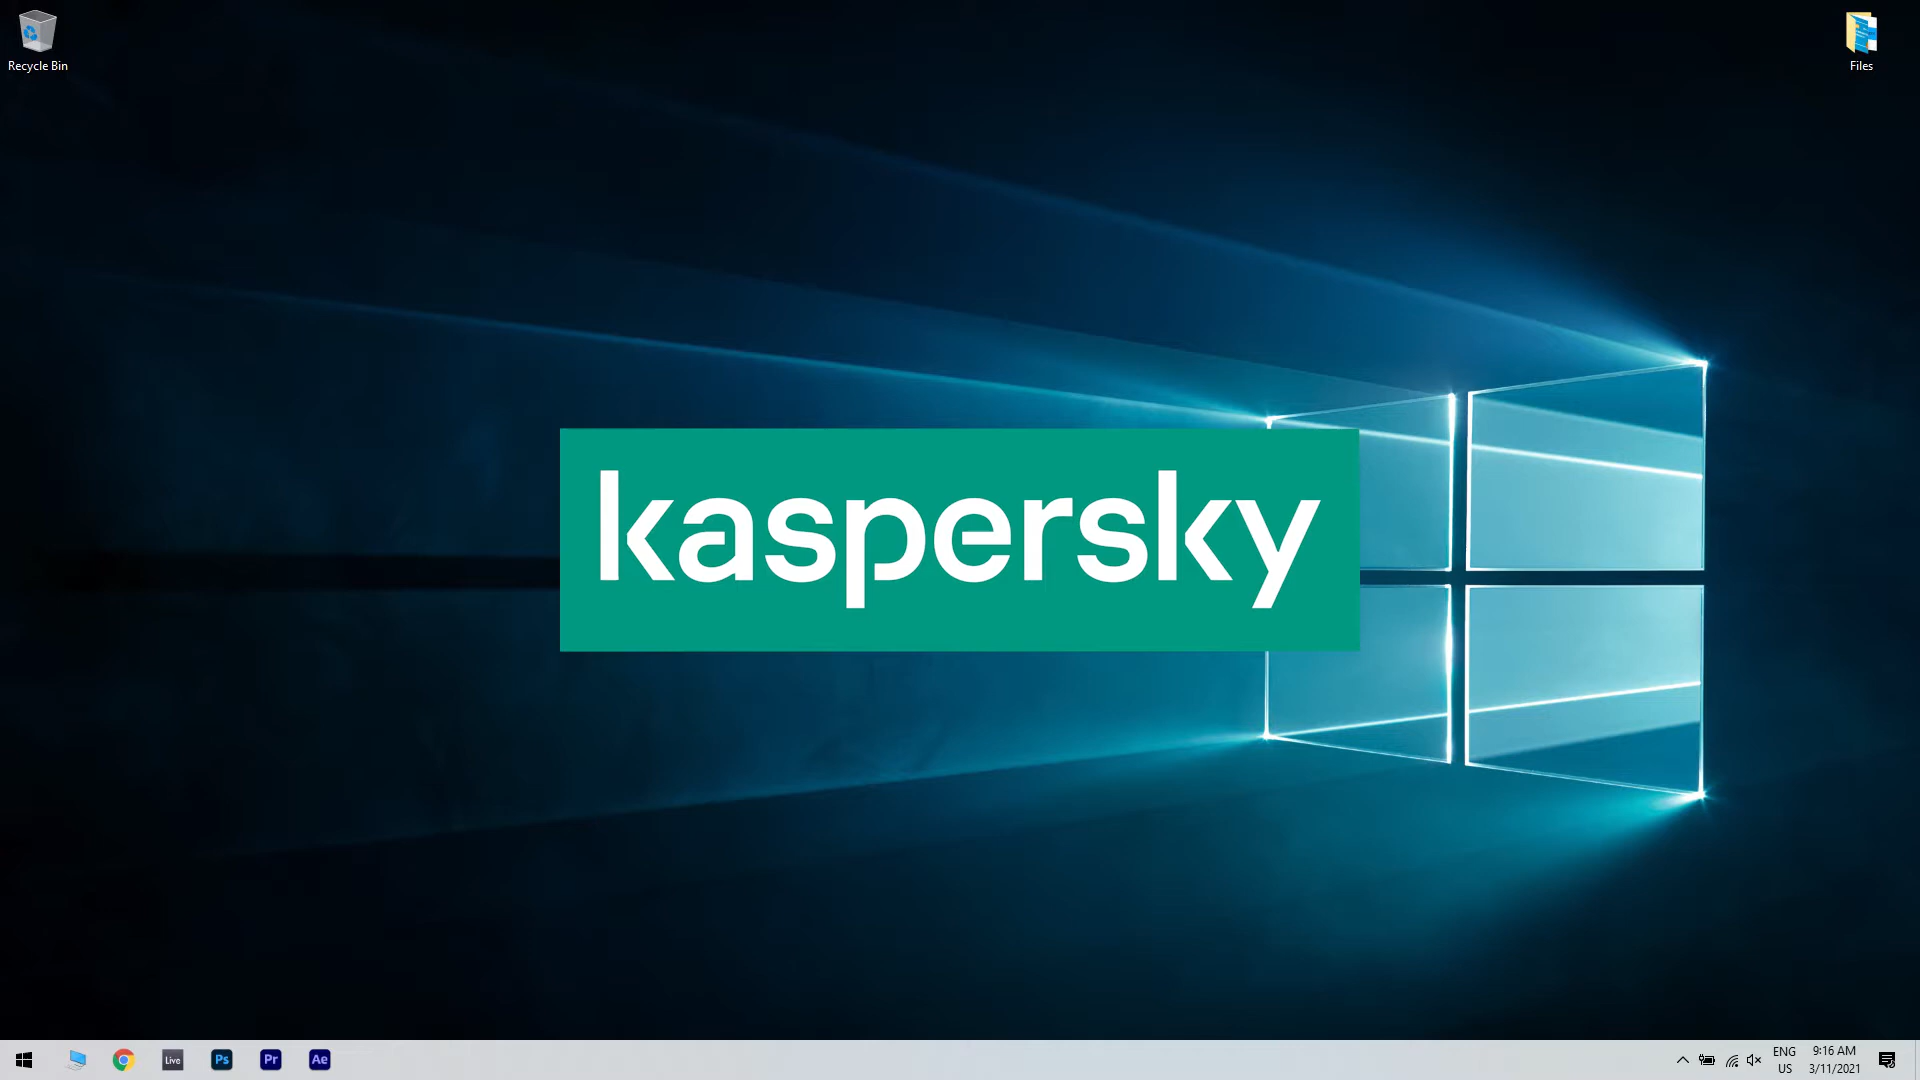 Recycle Bin
Files
kaspersky
Live
Ps
Pr
Ae
ENG
US
9:16 AM
3/11/2021